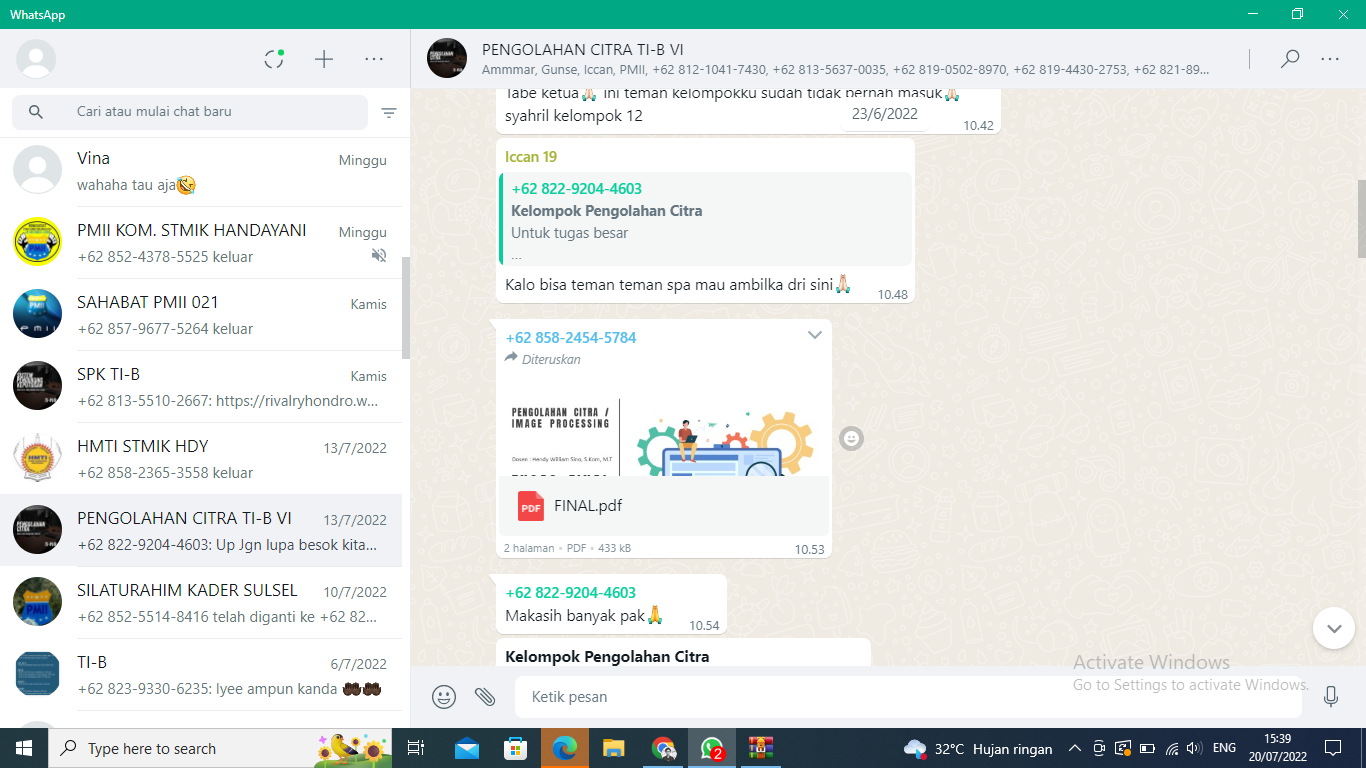 WhatsApp
Cari atau mulai chat baru
Vina
Minggu
wahaha tau aja🤣
PMII KOM. STMIK HANDAYANI
Minggu
+62 852-4378-5525 keluar
SAHABAT PMII 021
Kamis
+62 857-9677-5264 keluar
SPK TI-B
Kamis
+62 813-5510-2667: https://rivalryhondro.w...
HMTI STMIK HDY
13/7/2022
+62 858-2365-3558 keluar
PENGOLAHAN CITRA TI-B VI
13/7/2022
+62 822-9204-4603: Up Jgn lupa besok kita...
SILATURAHIM KADER SULSEL
10/7/2022
+62 852-5514-8416 telah diganti ke +62 82...
TI-B
6/7/2022
+62 823-9330-6235: Iyee ampun kanda 👐🏿👐🏿
PENGOLAHAN CITRA TI-B VI
Ammmar, Gunse, Iccan, PMII, +62 812-1041-7430, +62 813-5637-0035, +62 819-0502-8970, +62 819-4430-2753, +62 821-89...
Tabe ketua🙏🏻 ini teman kelompokku sudah tidak pernah masuk🙏🏻
syahril kelompok 12
23/6/2022
10.42
Iccan 19
+62 822-9204-4603
Kelompok Pengolahan Citra
Untuk tugas besar
...
Kalo bisa teman teman spa mau ambilka dri sini🙏🏻
10.48
+62 858-2454-5784
Diteruskan
PENGOLAHAN CITRA /
IMAGE PROCESSING
Dosen : Hendy William Sino, S.Kom, M.T
PDF
FINAL.pdf
2 halaman • PDF • 433 kB
10.53
+62 822-9204-4603
Makasih banyak pak🙏
10.54
Kelompok Pengolahan Citra
Activate Windows
Go to Settings to activate Windows.
Ketik pesan
Type here to search
2
32°C Hujan ringan
ENG
15:39
20/07/2022